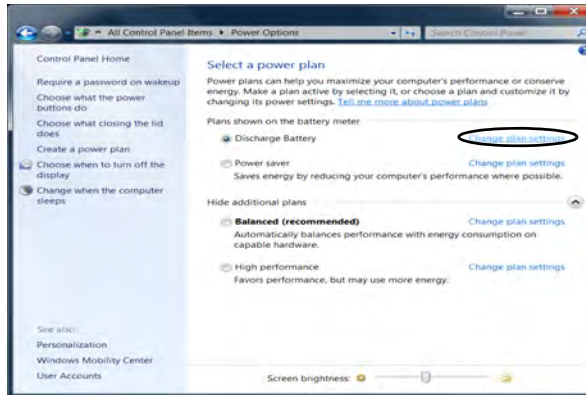 All Control Panel Items ▸ Power Options
Search Control Panel
Control Panel Home
Require a password on wakeup
Choose what the power
buttons do
Choose what closing the lid
does
Create a power plan
Choose when to turn off the
display
Change when the computer
sleeps
See also
Personalization
Windows Mobility Center
User Accounts
Select a power plan
Power plans can help you maximize your computer's performance or conserve
energy. Make a plan active by selecting it, or choose a plan and customize it by
changing its power settings. Tell me more about power plans
Plans shown on the battery meter
Discharge Battery Change plan settings
Power saver Change plan settings
Saves energy by reducing your computer's performance where possible.
Hide additional plans
Balanced (recommended) Change plan settings
Automatically balances performance with energy consumption on
capable hardware.
High performance Change plan settings
Favors performance, but may use more energy.
Screen brightness: